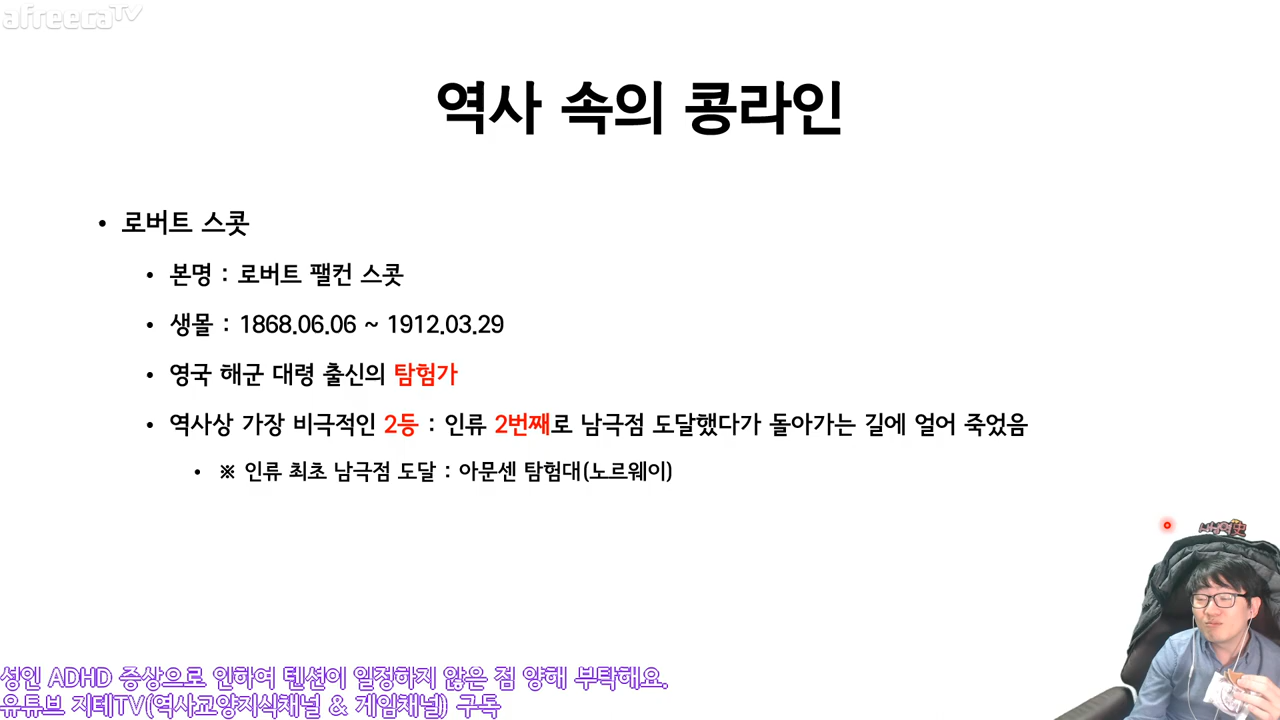 afreecaTV
역사 속의 콩라인
• 로버트 스콧
• 본명 : 로버트 팰컨 스콧
• 생몰 : 1868.06.06 ~ 1912.03.29
• 영국 해군 대령 출신의 탐험가
• 역사상 가장 비극적인 2등 : 인류 2번째로 남극점 도달했다가 돌아가는 길에 얼어 죽었음
• ※ 인류 최초 남극점 도달 : 아문센 탐험대(노르웨이)
성인 ADHD 증상으로 인하여 텐션이 일정하지 않은 점 양해 부탁해요.
유튜브 지테TV(역사교양지식채널 & 게임채널) 구독